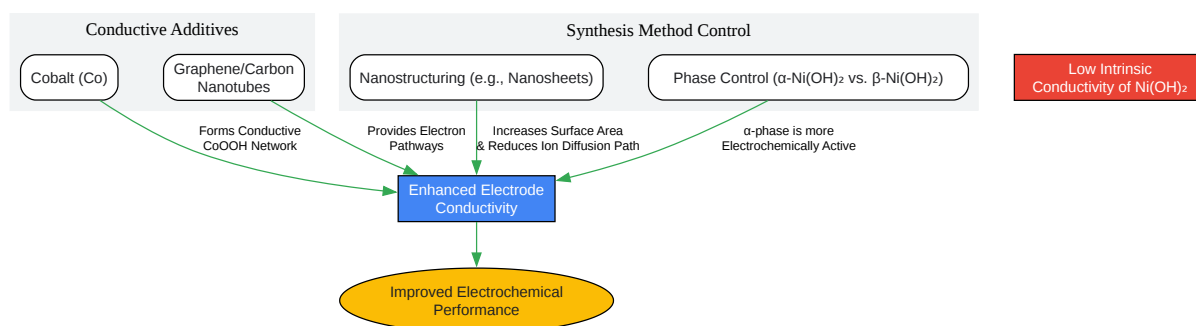 Conductive Additives
Synthesis Method Control
Cobalt (Co)
Graphene/Carbon
Nanotubes
Nanostructuring (e.g., Nanosheets)
Phase Control (α-Ni(OH)₂ vs. β-Ni(OH)₂)
Low Intrinsic
Conductivity of Ni(OH)₂
Forms Conductive
CoOOH Network
Provides Electron
Pathways
Increases Surface Area
& Reduces Ion Diffusion Path
α-phase is more
Electrochemically Active
Enhanced Electrode
Conductivity
Improved Electrochemical
Performance